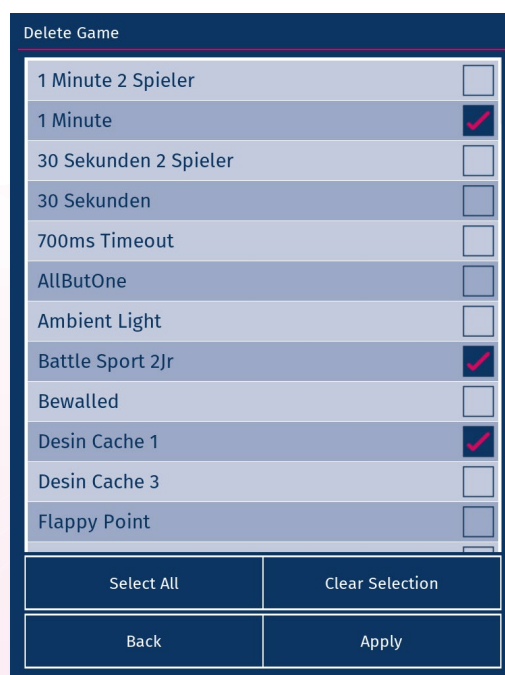 Delete Game
1 Minute 2 Spieler
1 Minute
30 Sekunden 2 Spieler
30 Sekunden
700ms Timeout
AllButOne
Ambient Light
Battle Sport 2Jr
Bewalled
Desin Cache 1
Desin Cache 3
Flappy Point
Select All
Clear Selection
Back
Apply